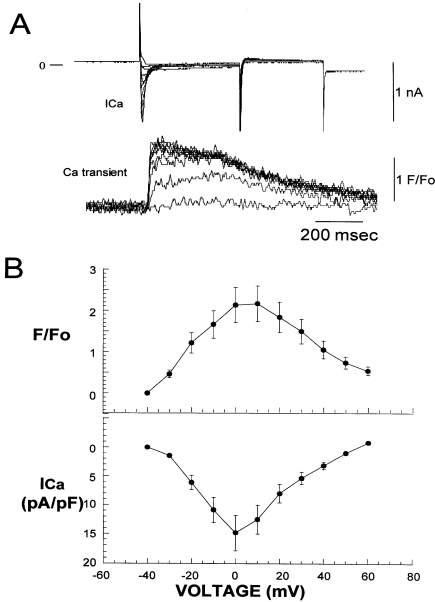 A
0
ICa
1 nA
Ca transient
1 F/Fo
200 msec
B
3
F/Fo
2
1
0
0
ICa
5
(pA/pF)
10
15
20
-60 -40 -20 0 20 40 60 80
VOLTAGE (mV)